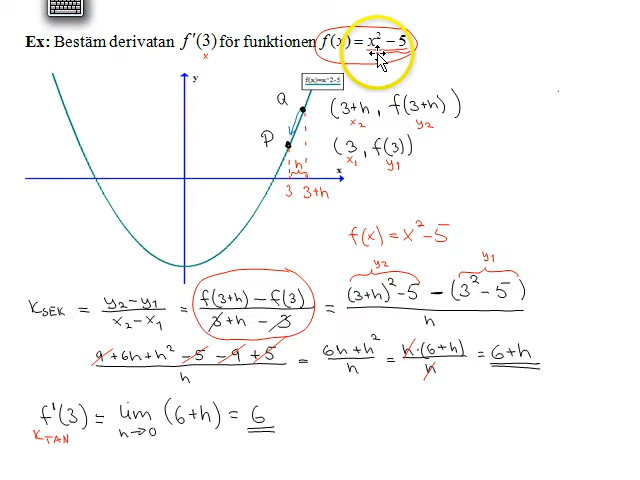 Ex: Bestäm derivatan f'(3) för funktionen f(x) = x² − 5
x
y
f(x)=x^2-5
Q
(3+h, f(3+h))
x₂ y₂
P
(3, f(3))
x₁ y₁
h
x
3 3+h
f(x) = x² − 5
y₂ y₁
K_SEK = (y₂ − y₁)/(x₂ − x₁) = (f(3+h) − f(3))/(3+h − 3) = ((3+h)² − 5 − (3² − 5))/h
(9 + 6h + h² − 5 − 9 + 5)/h = (6h + h²)/h = (h·(6+h))/h = 6+h
f'(3) = lim (6+h) = 6
h→0
K_TAN